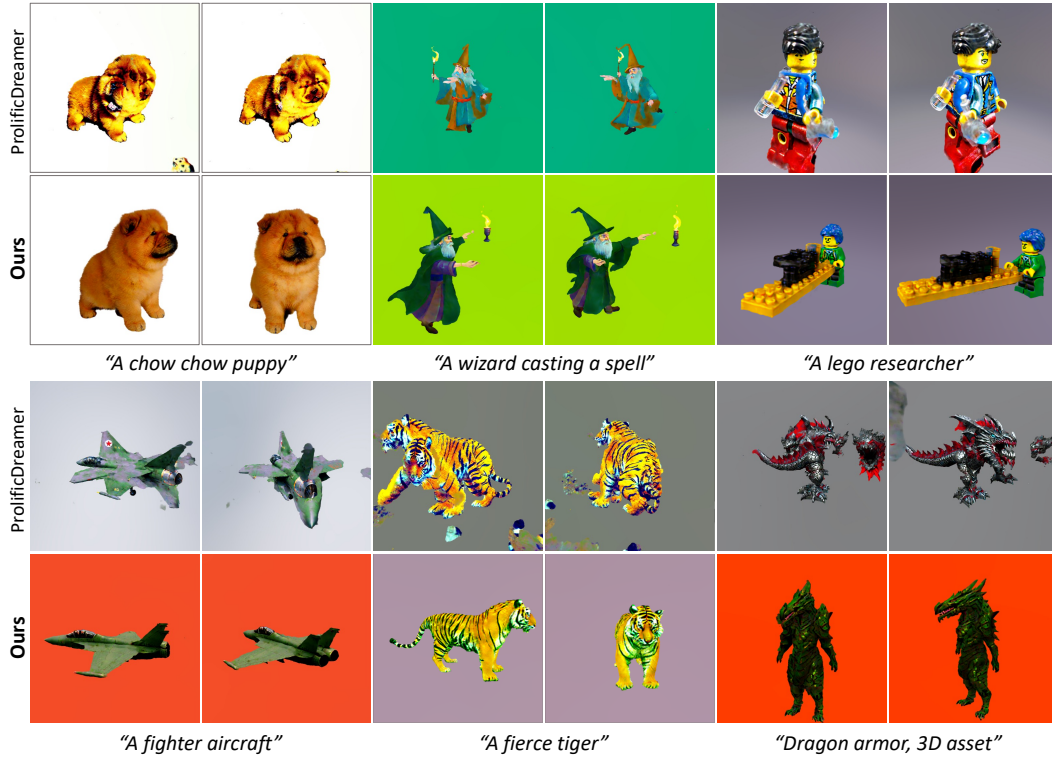 ProlificDreamer
Ours
“A chow chow puppy”
“A wizard casting a spell”
“A lego researcher”
ProlificDreamer
Ours
“A fighter aircraft”
“A fierce tiger”
“Dragon armor, 3D asset”